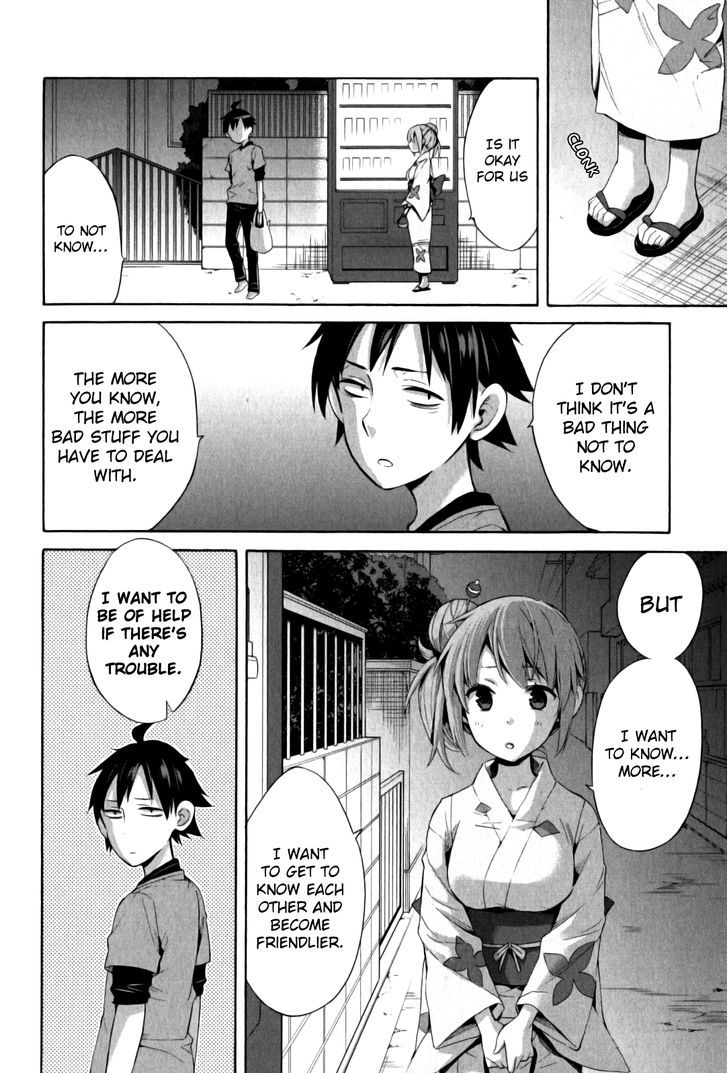 CLONK
IS IT
OKAY
FOR US
TO NOT
KNOW...
I DON'T
THINK IT'S A
BAD THING
NOT TO
KNOW.
THE MORE
YOU KNOW,
THE MORE
BAD STUFF YOU
HAVE TO DEAL
WITH.
BUT
I WANT
TO KNOW...
MORE...
I WANT
TO GET TO
KNOW EACH
OTHER AND
BECOME
FRIENDLIER.
I WANT TO
BE OF HELP
IF THERE'S
ANY
TROUBLE.